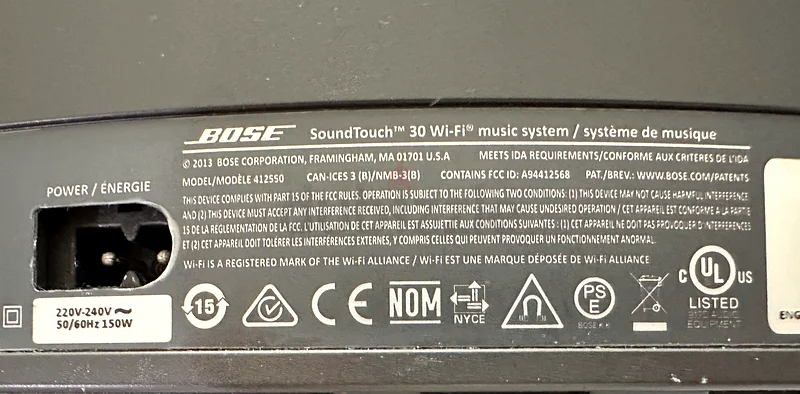 BOSE SoundTouch™ 30 Wi-Fi® music system / système de musique
© 2013 BOSE CORPORATION, FRAMINGHAM, MA 01701 U.S.A MEETS IDA REQUIREMENTS/CONFORME AUX CRITERES DE L'IDA
MODEL/MODÈLE 412550 CAN-ICES 3 (B)/NMB-3(B) CONTAINS FCC ID: A94412568 PAT./BREV.: WWW.BOSE.COM/PATENTS
THIS DEVICE COMPLIES WITH PART 15 OF THE FCC RULES. OPERATION IS SUBJECT TO THE FOLLOWING TWO CONDITIONS: (1) THIS DEVICE MAY NOT CAUSE HARMFUL INTERFERENCE
AND (2) THIS DEVICE MUST ACCEPT ANY INTERFERENCE RECEIVED, INCLUDING INTERFERENCE THAT MAY CAUSE UNDESIRED OPERATION / CET APPAREIL EST CONFORME A LA PARTIE
15 DE LA RÉGLEMENTATION DE LA FCC. L'UTILISATION DE CET APPAREIL EST ASSUJETTIE AUX CONDITIONS SUIVANTES : (1) CET APPAREIL NE DOIT PAS PROVOQUER D'INTERFÉRENCES
ET (2) CET APPAREIL DOIT TOLÉRER LES INTERFÉRENCES EXTERNES, Y COMPRIS CELLES QUI PEUVENT PROVOQUER UN FONCTIONNEMENT ANORMAL.
Wi-Fi IS A REGISTERED MARK OF THE Wi-Fi ALLIANCE / Wi-Fi EST UNE MARQUE DÉPOSÉE DE Wi-Fi ALLIANCE
POWER / ÉNERGIE
220V-240V ~
50/60Hz 150W
15
CE
NOM
NYCE
PSE
BOSE K.K
c UL US
LISTED
EQUIPMENT
ENG